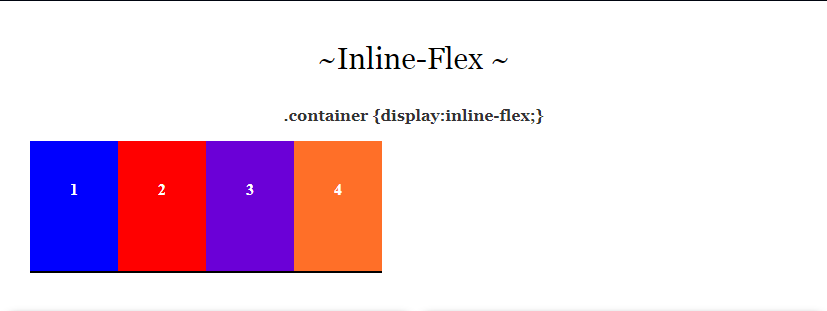 ~Inline-Flex ~
.container {display:inline-flex;}
1 2 3 4